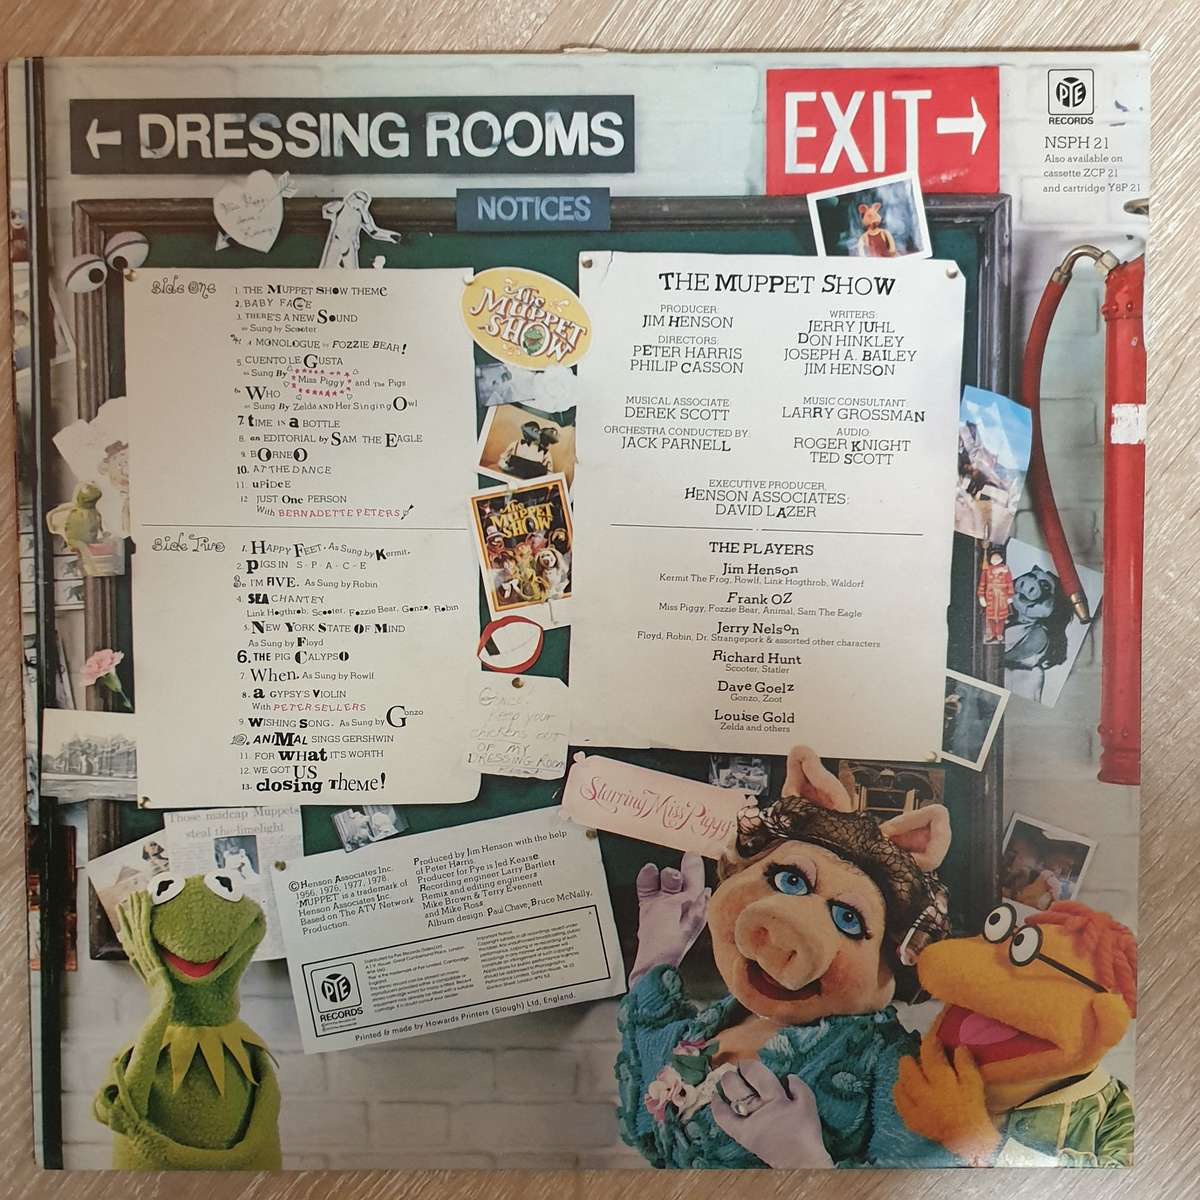 ← DRESSING ROOMS
EXIT →
PYE
RECORDS
NSPH 21
Also available on
cassette ZCP 21
and cartridge Y8P 21
NOTICES
Side One
1. THE MUPPET SHOW THEME
2. BABY FACE
3. THERE'S A NEW SOUND
as Sung by Scooter
4. A MONOLOGUE by FOZZIE BEAR!
5. CUENTO LE GUSTA
as Sung By Miss Piggy and The Pigs
6. WHO
as Sung By Zelda AND Her Singing Owl
7. tIME IN a BOTTLE
8. an EDITORIAL by SAM THE EAGLE
9. BORNEO
10. AT THE DANCE
11. uPiDEE
12 JUST One PERSON
With BERNADETTE PETERS
Side Two
1. HAPPY FEET. As Sung by Kermit.
2. PIGS IN S-P-A-C-E
3. I'M FIVE. As Sung by Robin
4. SEA CHANTEY
Link Hogthrob, Scooter, Fozzie Bear, Gonzo, Robin
5. NEW YORK STATE OF MIND
As Sung by Floyd
6. THE PIG CALYPSO
7 When. As Sung by Rowlf
8. a GYPSY'S VIOLIN
With PETER SELLERS
9. WISHING SONG. As Sung by Gonzo
10. ANiMAL SINGS GERSHWIN
11. FOR WHAT IT'S WORTH
12. WE GOT US
13. closing Theme!
The
MUPPET
SHOW
The
MUPPET
SHOW
THE MUPPET SHOW
PRODUCER:
JIM HENSON
DIRECTORS:
PETER HARRIS
PHILIP CASSON
WRITERS:
JERRY JUHL
DON HINKLEY
JOSEPH A. BAILEY
JIM HENSON
MUSICAL ASSOCIATE:
DEREK SCOTT
MUSIC CONSULTANT:
LARRY GROSSMAN
ORCHESTRA CONDUCTED BY
JACK PARNELL
AUDIO
ROGER KNIGHT
TED SCOTT
EXECUTIVE PRODUCER,
HENSON ASSOCIATES:
DAVID LAZER
THE PLAYERS
Jim Henson
Kermit The Frog, Rowlf, Link Hogthrob, Waldorf
Frank OZ
Miss Piggy, Fozzie Bear, Animal, Sam The Eagle
Jerry Nelson
Floyd, Robin, Dr. Strangepork & assorted other characters
Richard Hunt
Scooter, Statler
Dave Goelz
Gonzo, Zoot
Louise Gold
Zelda and others
keep your
chickens out
OF MY
DRESSING Room
Starring Miss Piggy
Those madcap Muppets
steal the limelight
© Henson Associates Inc.
1956, 1976, 1977, 1978.
MUPPET is a trademark of
Henson Associates Inc.
Based on The ATV Network
Production.
Produced by Jim Henson with the help
of Peter Harris.
Producer for Pye is Jed Kearse
Recording engineer Larry Bartlett
Remix and editing engineers
Mike Brown & Terry Evennett
and Mike Ross
Album design: Paul Chave, Bruce McNally,
PYE
RECORDS
Important Notice.
Printed & made by Howards Printers (Slough) Ltd, England.